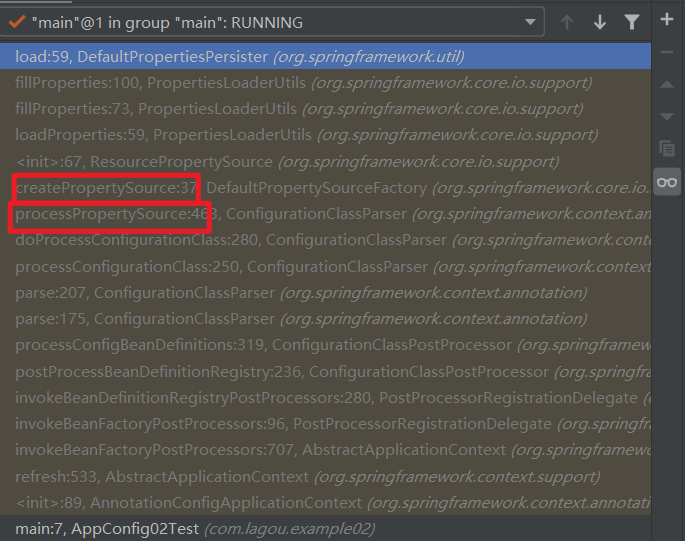 "main"@1 in group "main": RUNNING
load:59, DefaultPropertiesPersister (org.springframework.util)
fillProperties:100, PropertiesLoaderUtils (org.springframework.core.io.support)
fillProperties:73, PropertiesLoaderUtils (org.springframework.core.io.support)
loadProperties:59, PropertiesLoaderUtils (org.springframework.core.io.support)
<init>:67, ResourcePropertySource (org.springframework.core.io.support)
createPropertySource:37, DefaultPropertySourceFactory (org.springframework.core.io.
processPropertySource:463, ConfigurationClassParser (org.springframework.context.anno
doProcessConfigurationClass:280, ConfigurationClassParser (org.springframework.conte
processConfigurationClass:250, ConfigurationClassParser (org.springframework.context
parse:207, ConfigurationClassParser (org.springframework.context.annotation)
parse:175, ConfigurationClassParser (org.springframework.context.annotation)
processConfigBeanDefinitions:319, ConfigurationClassPostProcessor (org.springframewo
postProcessBeanDefinitionRegistry:236, ConfigurationClassPostProcessor (org.springfram
invokeBeanDefinitionRegistryPostProcessors:280, PostProcessorRegistrationDelegate (o
invokeBeanFactoryPostProcessors:96, PostProcessorRegistrationDelegate (org.springfra
invokeBeanFactoryPostProcessors:707, AbstractApplicationContext (org.springframewo
refresh:533, AbstractApplicationContext (org.springframework.context.support)
<init>:89, AnnotationConfigApplicationContext (org.springframework.context.annotati
main:7, AppConfig02Test (com.lagou.example02)